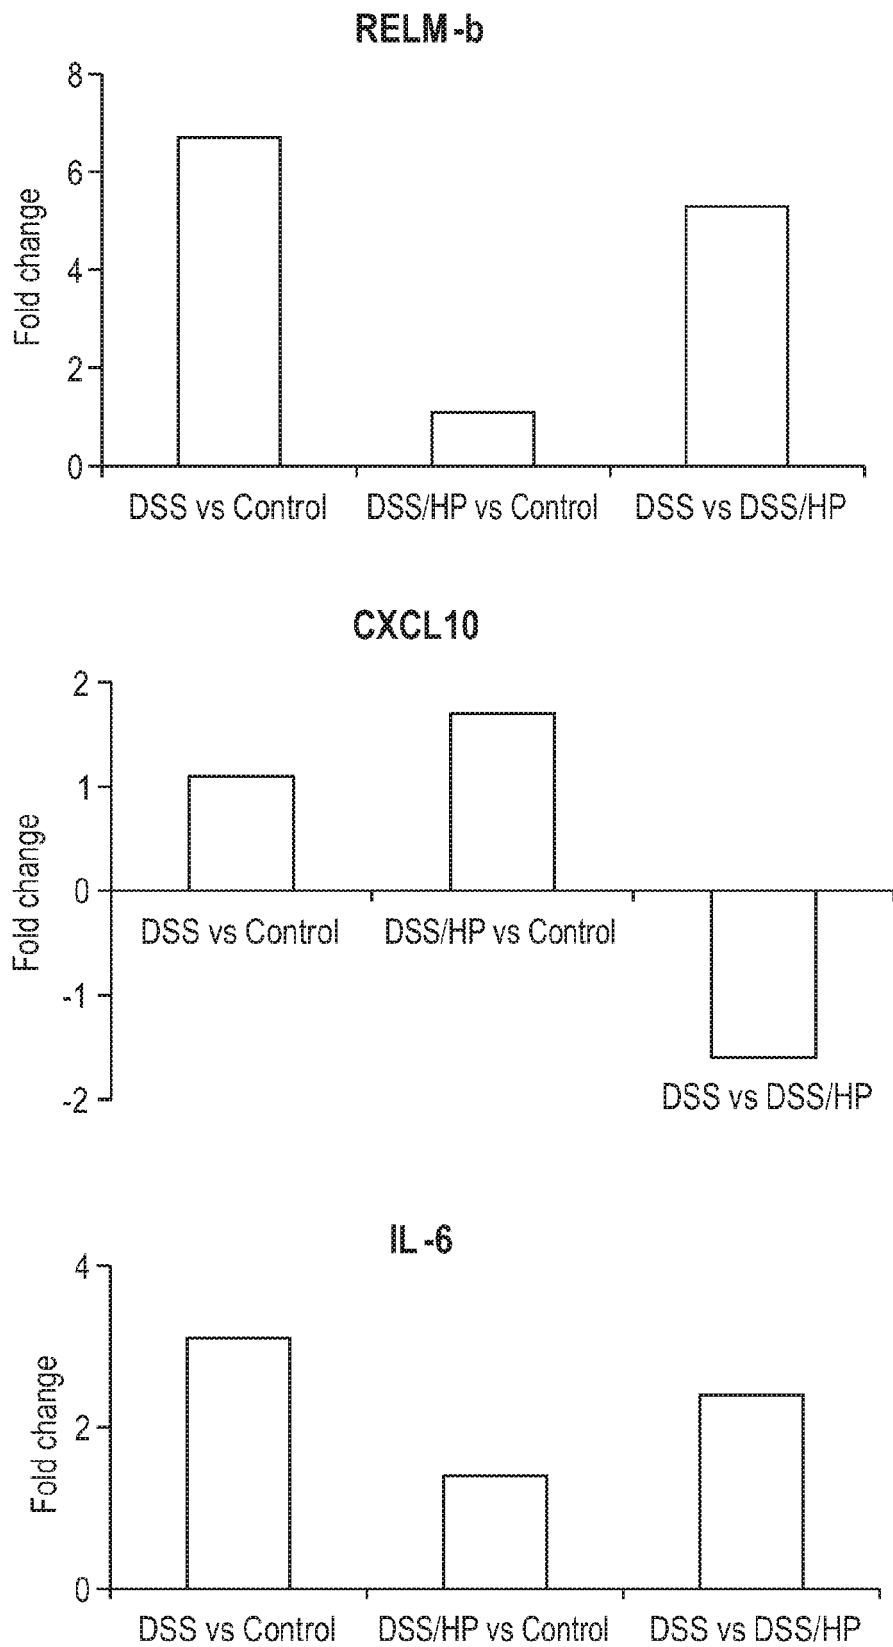 RELM-b
8
6
4
2
0
Fold change
DSS vs Control DSS/HP vs Control DSS vs DSS/HP
CXCL10
2
1
0
-1
-2
Fold change
DSS vs Control DSS/HP vs Control
DSS vs DSS/HP
IL-6
4
2
0
Fold change
DSS vs Control DSS/HP vs Control DSS vs DSS/HP